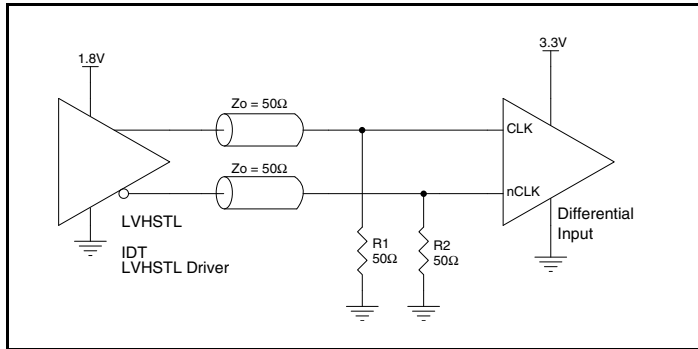 1.8V
3.3V
Zo = 50Ω
CLK
Zo = 50Ω
nCLK
LVHSTL
IDT
LVHSTL Driver
R1
50Ω
R2
50Ω
Differential
Input